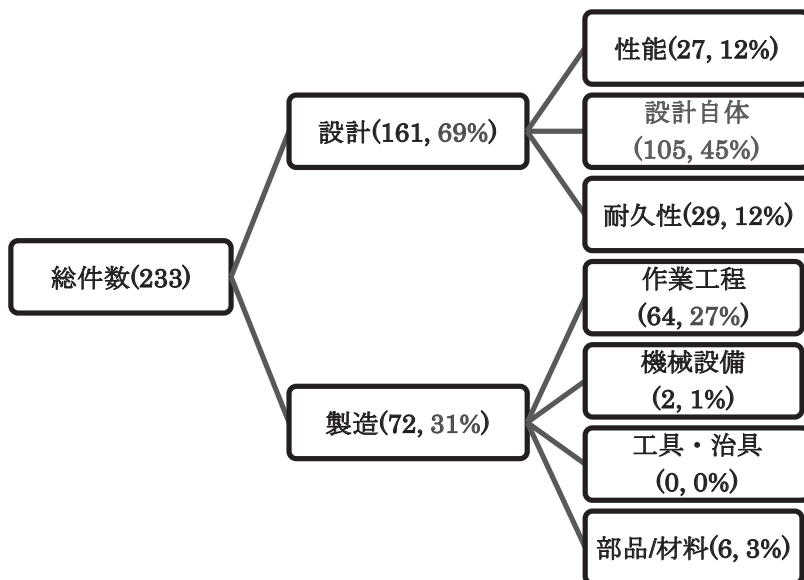 性能(27, 12%)
設計(161, 69%)
設計自体
(105, 45%)
耐久性(29, 12%)
総件数(233)
作業工程
(64, 27%)
機械設備
(2, 1%)
製造(72, 31%)
工具・治具
(0, 0%)
部品/材料(6, 3%)